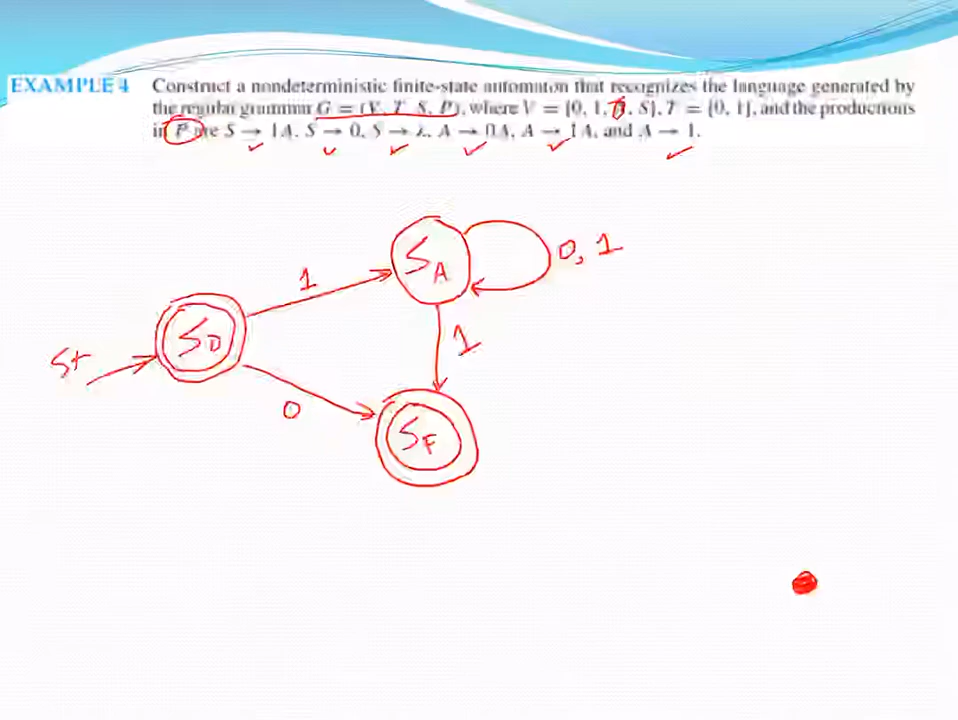 EXAMPLE 4 Construct a nondeterministic finite-state automaton that recognizes the language generated by
the regular grammar G = (V, T, S, P), where V = {0, 1, A, S}, T = {0, 1}, and the productions
in P are S → 1A, S → 0, S → λ, A → 0A, A → 1A, and A → 1.
S_A
0, 1
1
St
S_0
1
0
S_F